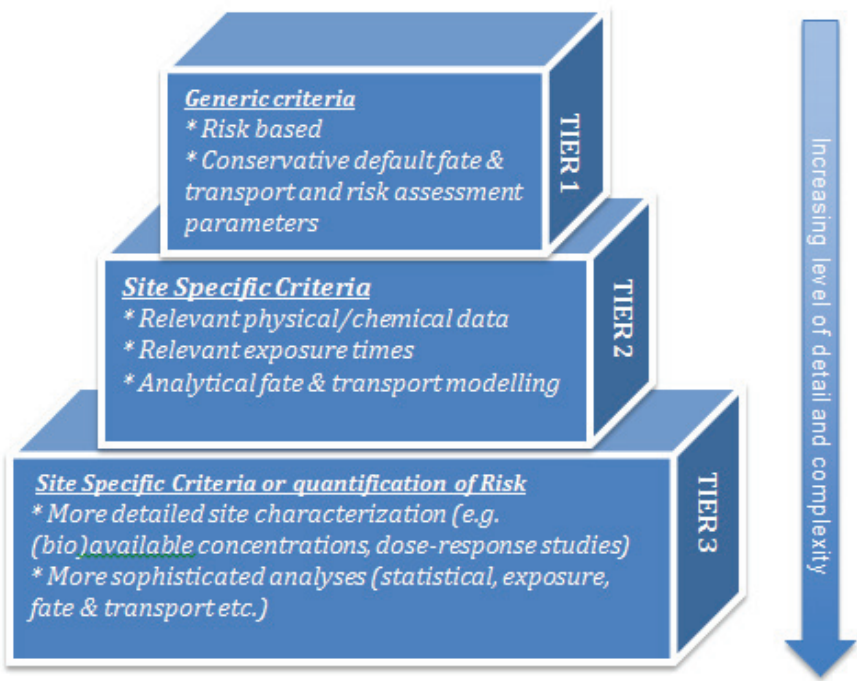 Generic criteria
* Risk based
* Conservative default fate &
transport and risk assessment
parameters
TIER 1
Site Specific Criteria
* Relevant physical/chemical data
* Relevant exposure times
* Analytical fate & transport modelling
TIER 2
Site Specific Criteria or quantification of Risk
* More detailed site characterization (e.g.
(bio)available concentrations, dose-response studies)
* More sophisticated analyses (statistical, exposure,
fate & transport etc.)
TIER 3
Increasing level of detail and complexity